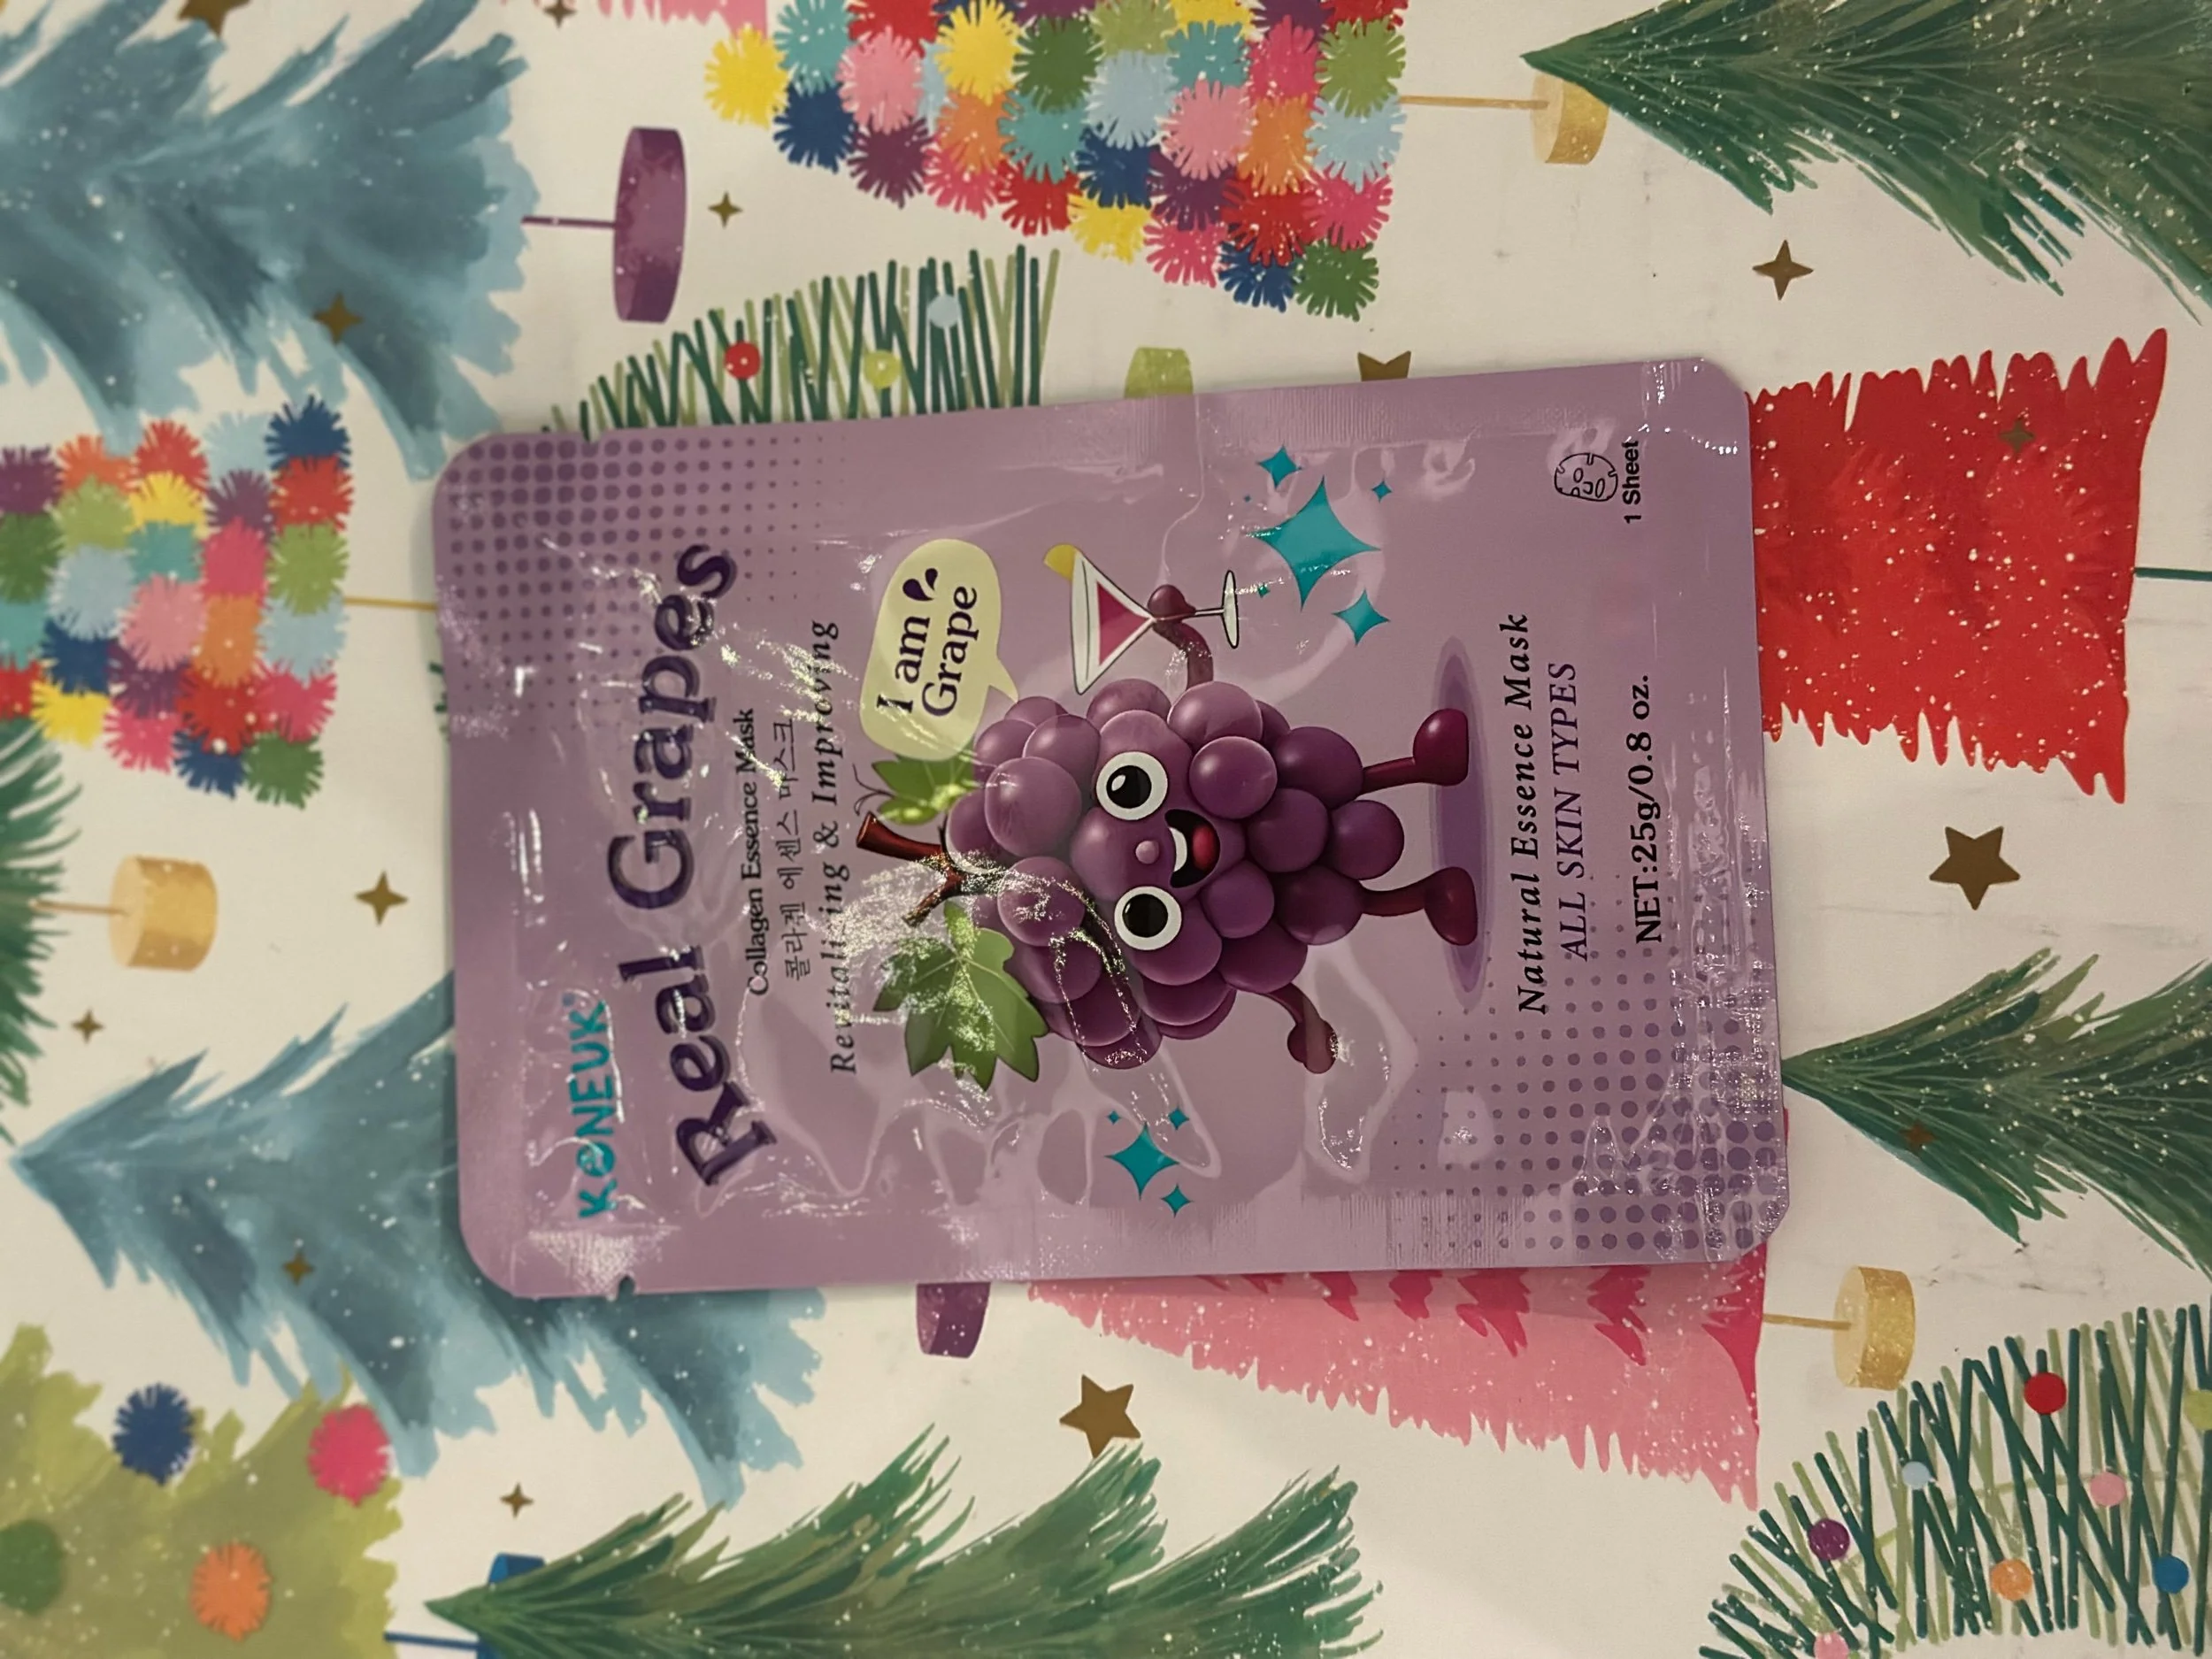 KONEUK
Real Grapes
Collagen Essence Mask
콜라겐 에센스 마스크
Revitalising & Improving
I am
Grape
Natural Essence Mask
ALL SKIN TYPES
NET:25g/0.8 oz.
1 Sheet